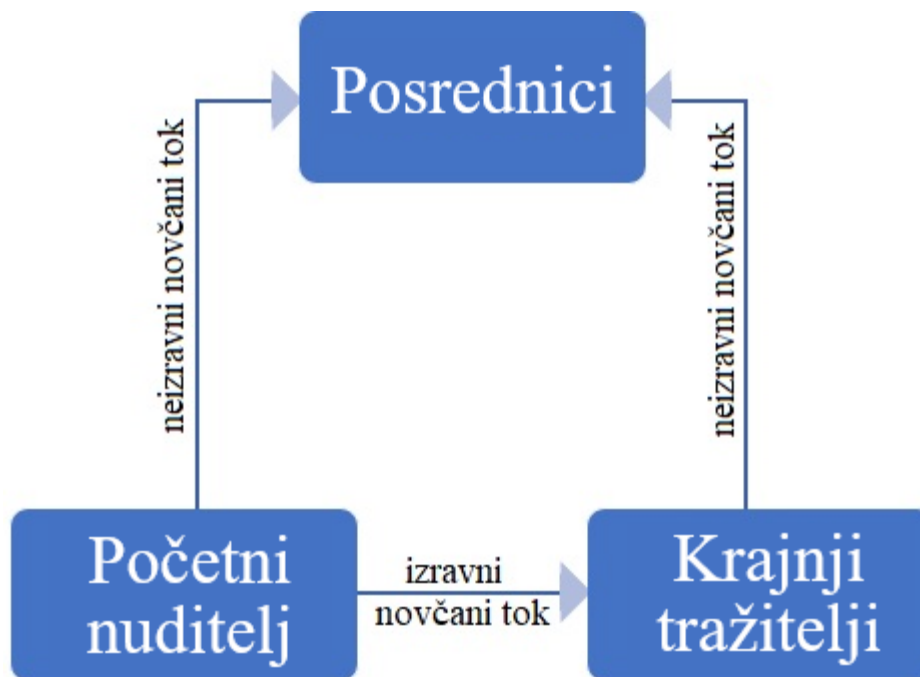 Posrednici
neizravni novčani tok
neizravni novčani tok
Početni
nuditelj
izravni
novčani tok
Krajnji
tražitelji